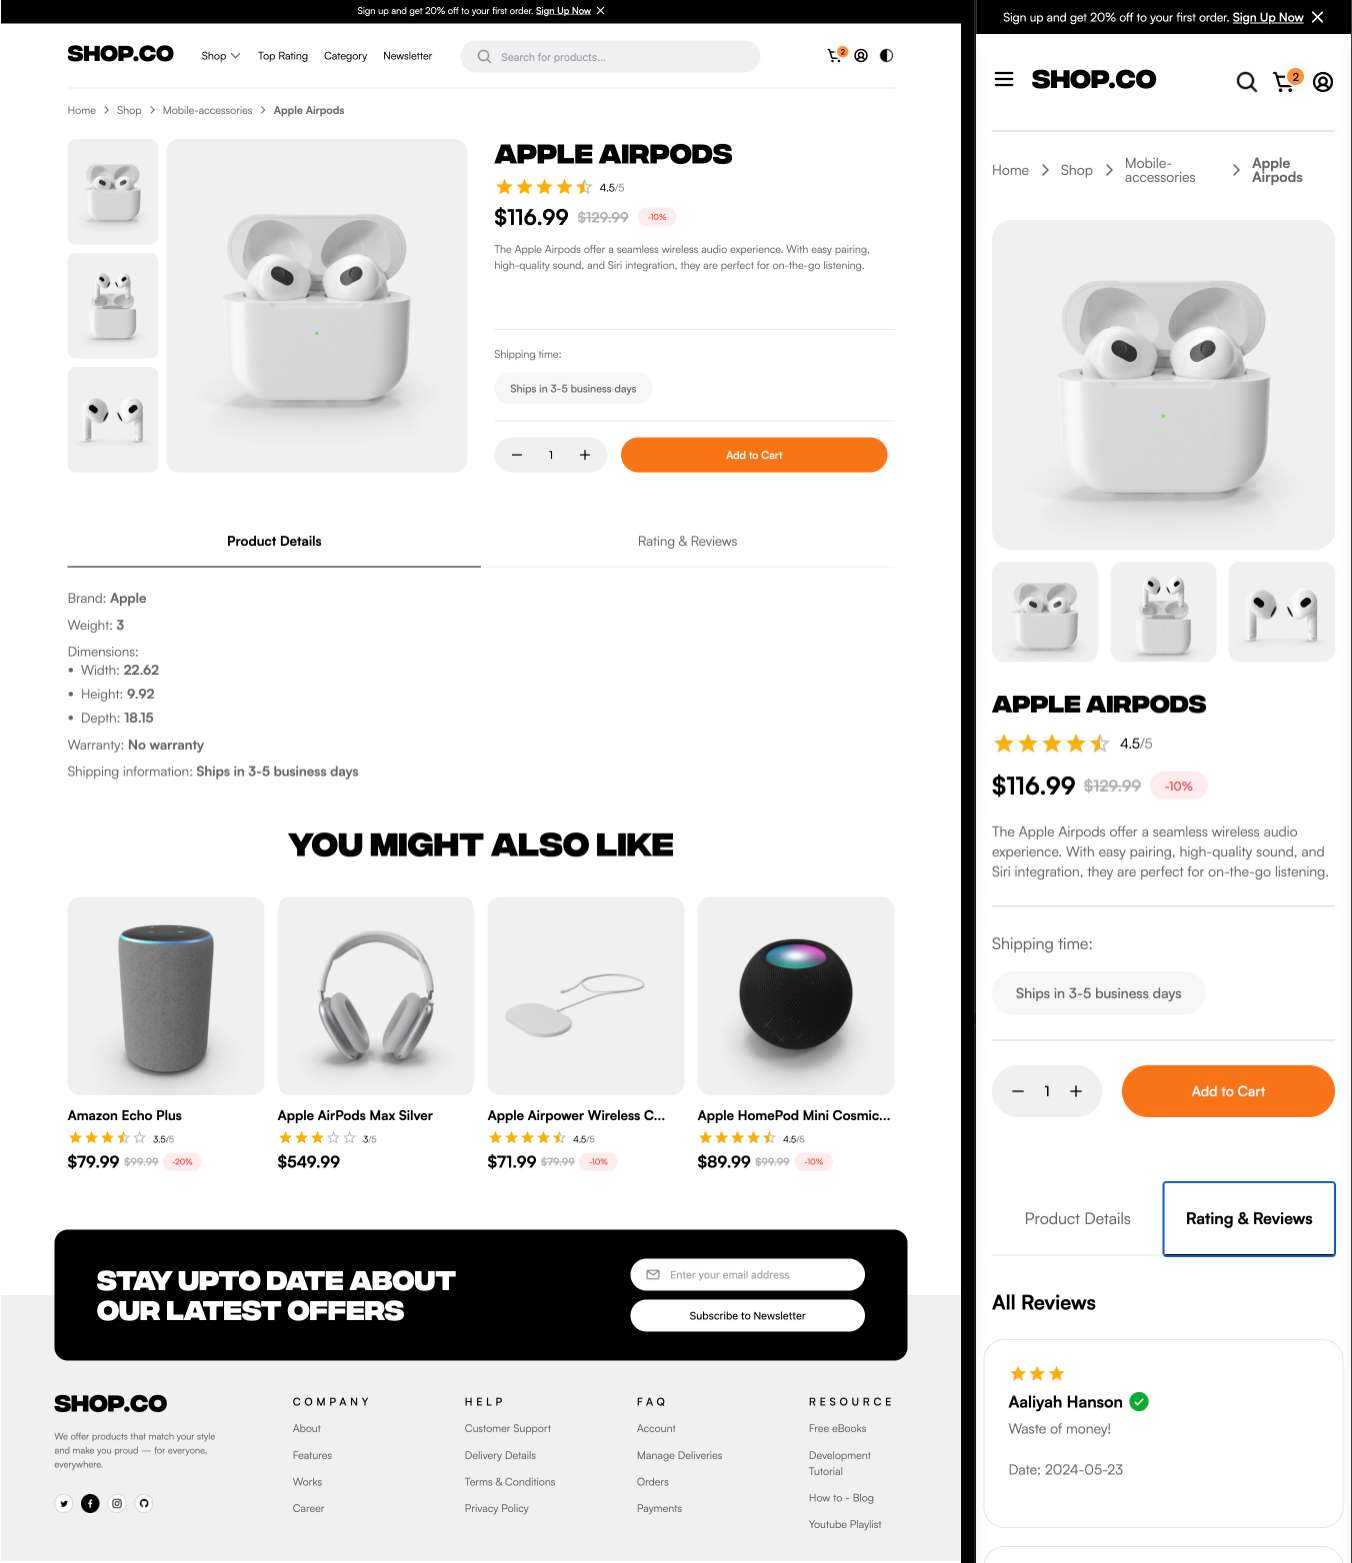 Sign up and get 20% off to your first order. Sign Up Now
SHOP.CO
Shop
Top Rating
Category
Newsletter
Search for products...
2
Home
Shop
Mobile-accessories
Apple Airpods
APPLE AIRPODS
4.5/5
$116.99 $129.99 -10%
The Apple Airpods offer a seamless wireless audio experience. With easy pairing,
high-quality sound, and Siri integration, they are perfect for on-the-go listening.
Shipping time:
Ships in 3-5 business days
1
Add to Cart
Product Details
Rating & Reviews
Brand: Apple
Weight: 3
Dimensions:
• Width: 22.62
• Height: 9.92
• Depth: 18.15
Warranty: No warranty
Shipping information: Ships in 3-5 business days
YOU MIGHT ALSO LIKE
Amazon Echo Plus
3.5/5
$79.99 $99.99 -20%
Apple AirPods Max Silver
3/5
$549.99
Apple Airpower Wireless C...
4.5/5
$71.99 $79.99 -10%
Apple HomePod Mini Cosmic...
4.5/5
$89.99 $99.99 -10%
STAY UPTO DATE ABOUT
OUR LATEST OFFERS
Enter your email address
Subscribe to Newsletter
SHOP.CO
We offer products that match your style
and make you proud — for everyone,
everywhere.
COMPANY
About
Features
Works
Career
HELP
Customer Support
Delivery Details
Terms & Conditions
Privacy Policy
FAQ
Account
Manage Deliveries
Orders
Payments
RESOURCE
Free eBooks
Development
Tutorial
How to - Blog
Youtube Playlist
Sign up and get 20% off to your first order. Sign Up Now
SHOP.CO
2
Home
Shop
Mobile-
accessories
Apple
Airpods
APPLE AIRPODS
4.5/5
$116.99 $129.99 -10%
The Apple Airpods offer a seamless wireless audio
experience. With easy pairing, high-quality sound, and
Siri integration, they are perfect for on-the-go listening.
Shipping time:
Ships in 3-5 business days
1
Add to Cart
Product Details
Rating & Reviews
All Reviews
Aaliyah Hanson
Waste of money!
Date: 2024-05-23